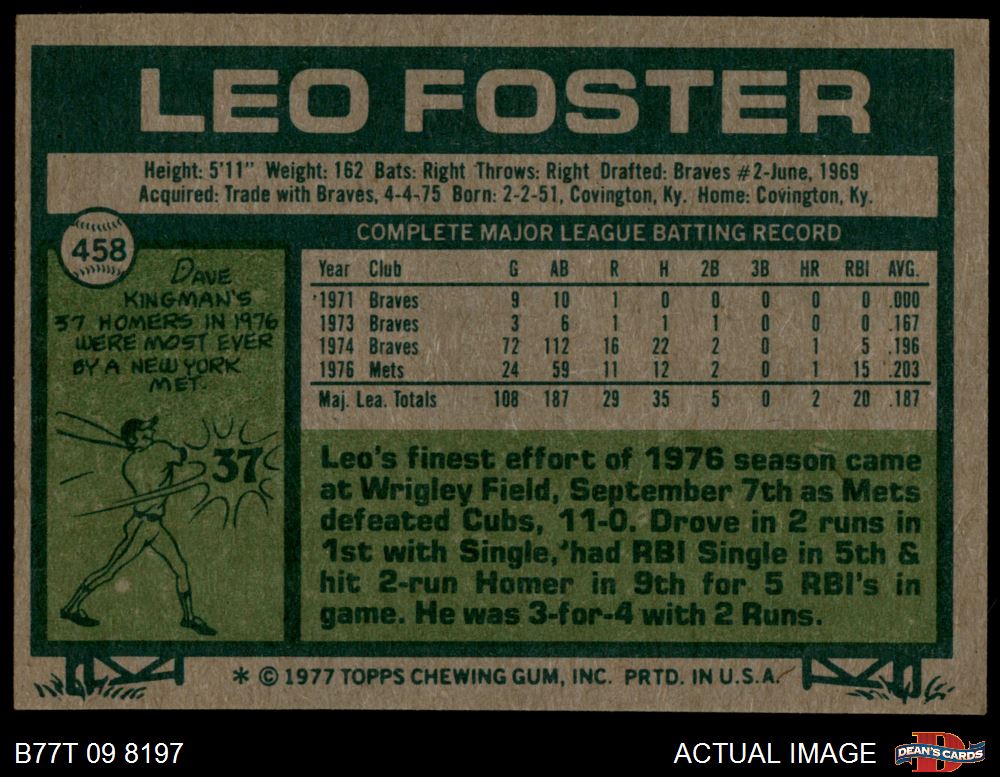 LEO FOSTER
Height: 5'11" Weight: 162 Bats: Right Throws: Right Drafted: Braves #2-June, 1969
Acquired: Trade with Braves, 4-4-75 Born: 2-2-51, Covington, Ky. Home: Covington, Ky.
458
DAVE
KINGMAN'S
37 HOMERS IN 1976
WERE MOST EVER
BY A NEW YORK
MET.
37
COMPLETE MAJOR LEAGUE BATTING RECORD
Year Club G AB R H 2B 3B HR RBI AVG.
1971 Braves 9 10 1 0 0 0 0 0 .000
1973 Braves 3 6 1 1 1 0 0 0 .167
1974 Braves 72 112 16 22 2 0 1 5 .196
1976 Mets 24 59 11 12 2 0 1 15 .203
Maj. Lea. Totals 108 187 29 35 5 0 2 20 .187
Leo's finest effort of 1976 season came
at Wrigley Field, September 7th as Mets
defeated Cubs, 11-0. Drove in 2 runs in
1st with Single, had RBI Single in 5th &
hit 2-run Homer in 9th for 5 RBI's in
game. He was 3-for-4 with 2 Runs.
* © 1977 TOPPS CHEWING GUM, INC. PRTD. IN U.S.A.
B77T 09 8197
ACTUAL IMAGE
DEAN'S CARDS